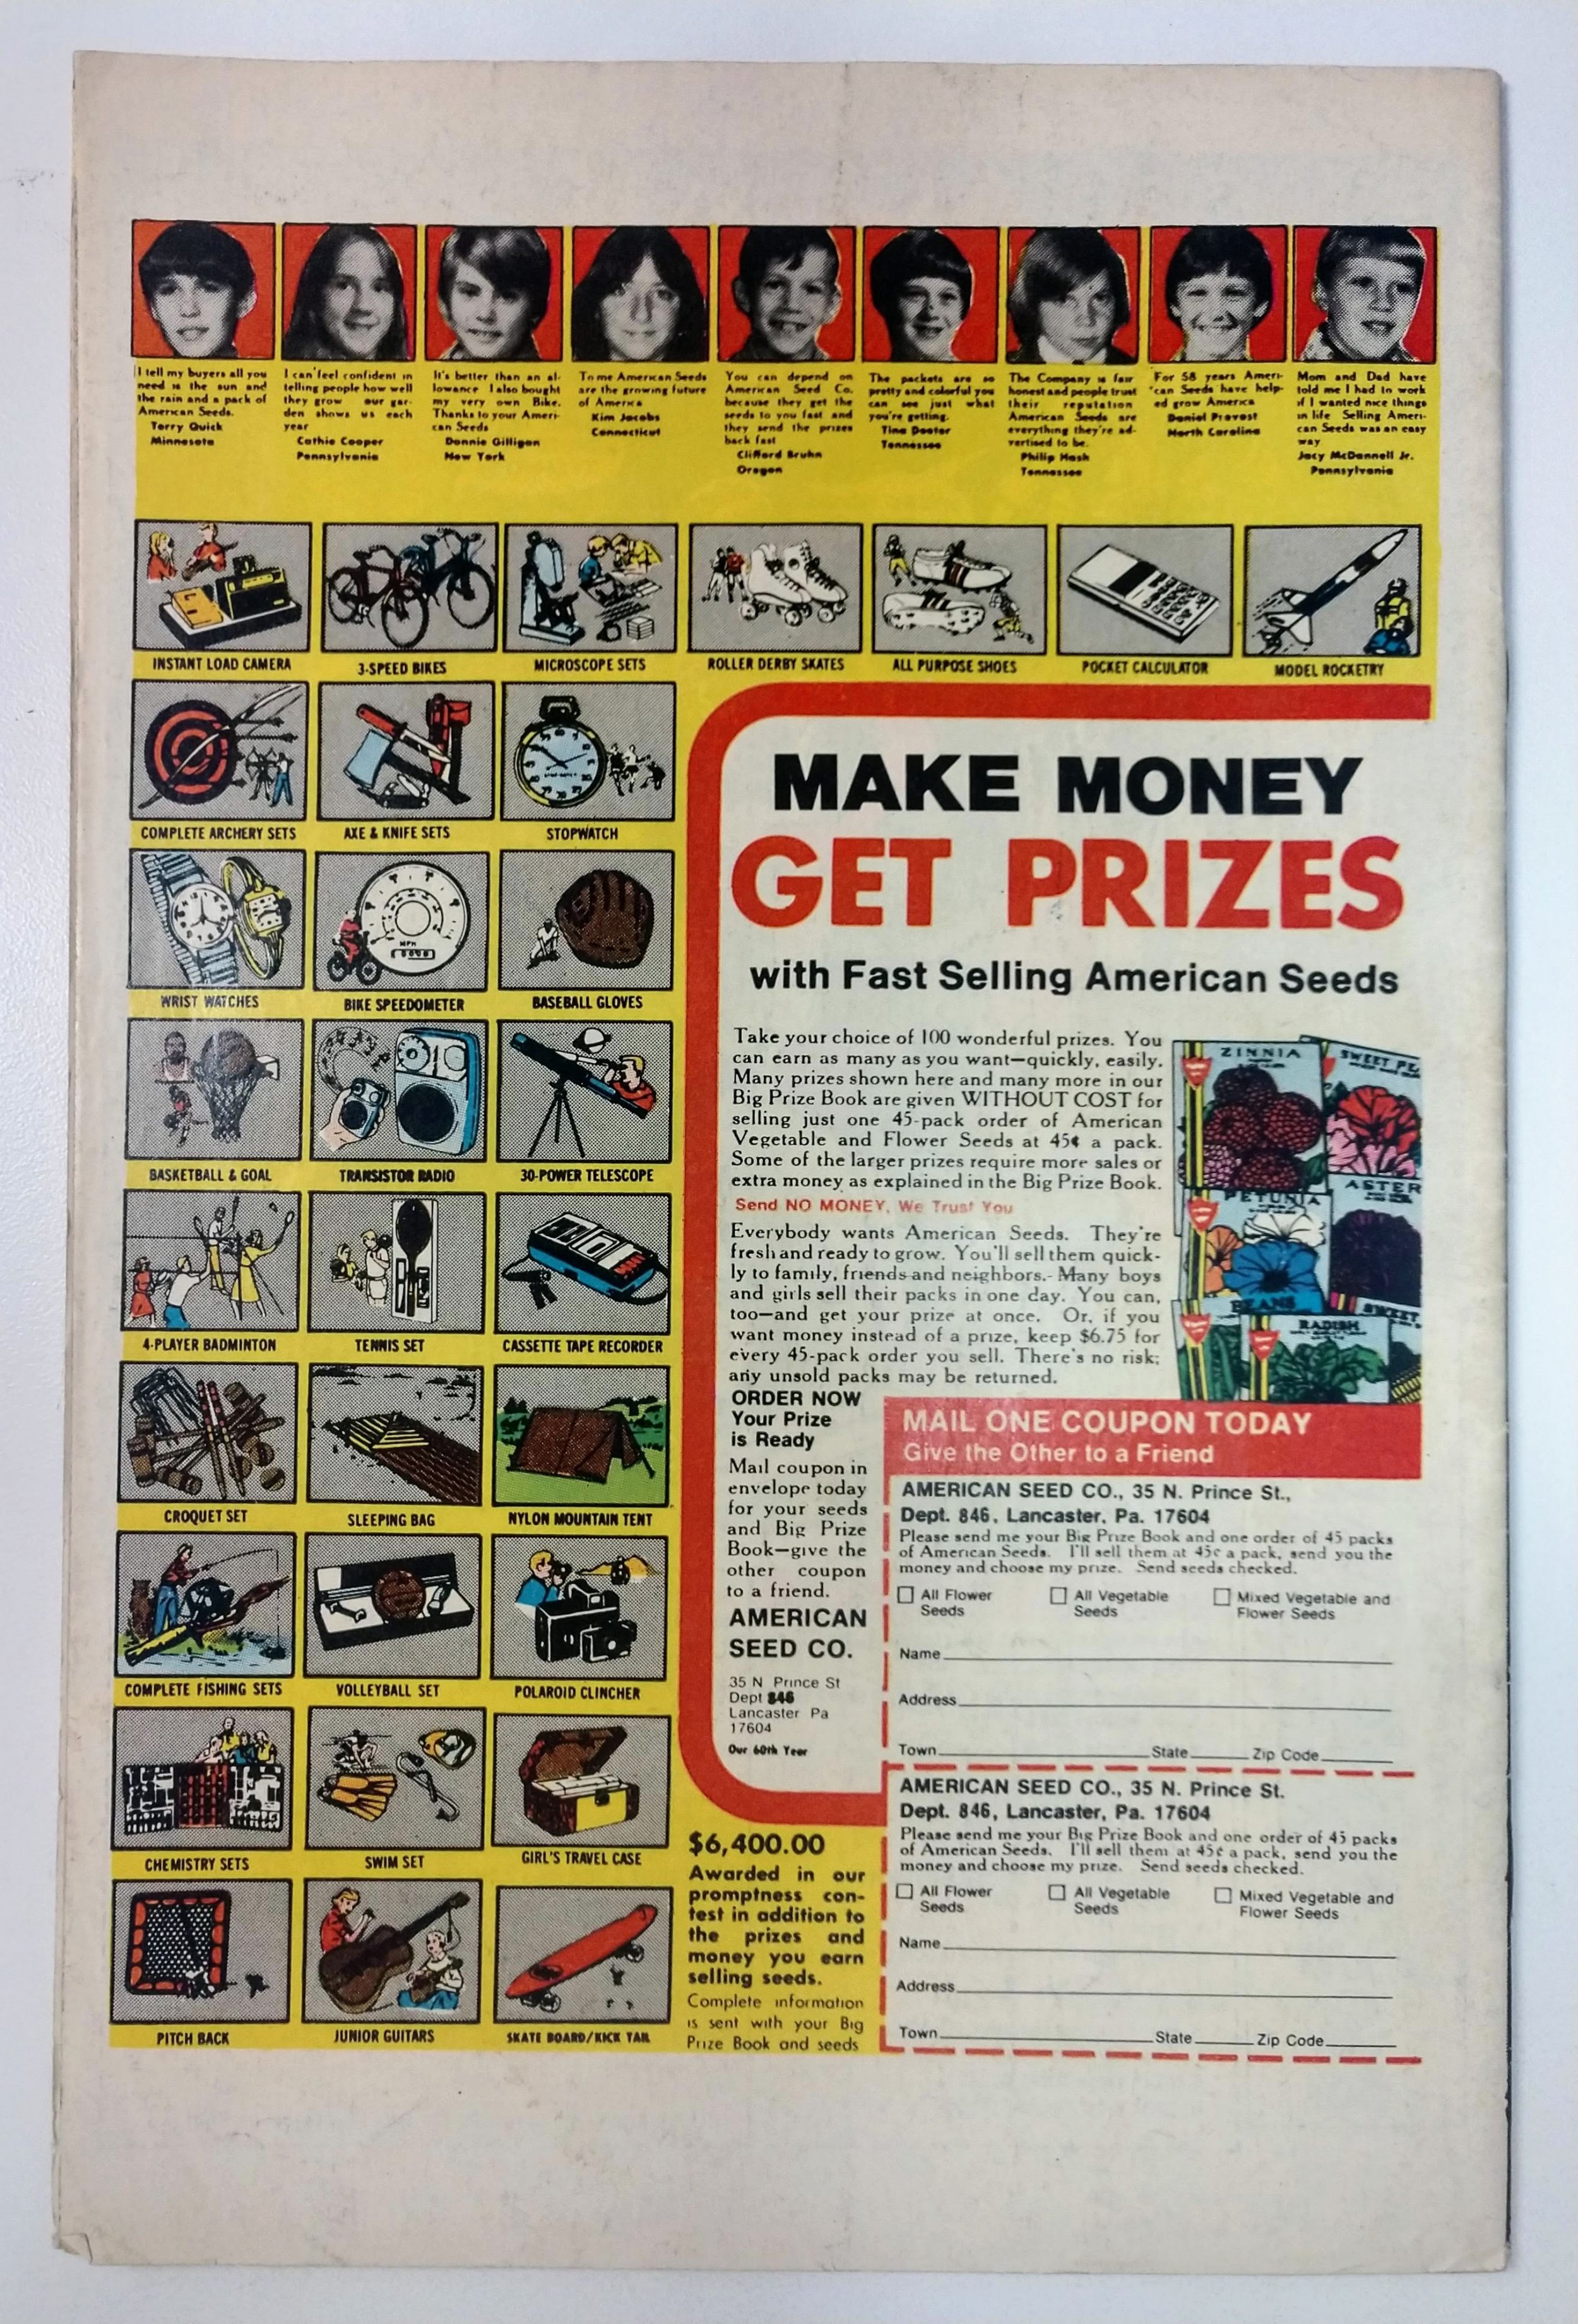 I tell my buyers all you
need is the sun and
the rain and a pack of
American Seeds.
Terry Quick
Minnesota
I can feel confident in
telling people how well
they grow our gar-
den shows us each
year
Cathie Cooper
Pennsylvania
It's better than an al-
lowance I also bought
my very own Bike.
Thanks to your Ameri-
can Seeds
Donnie Gilligan
New York
To me American Seeds
are the growing future
of America
Kim Jacobs
Connecticut
You can depend on
American Seed Co.
because they get the
seeds to you fast and
they send the prizes
back fast
Clifford Bruhn
Oregon
The packets are so
pretty and colorful you
can see just what
you're getting.
Tina
Tennessee
The Company is fair
honest and people trust
their reputation
American Seeds are
everything they're ad-
vertised to be.
Philip Hash
Tennessee
For 58 years Ameri-
can Seeds have help-
ed grow America
Daniel Provost
North Carolina
Mom and Dad have
told me I had to work
if I wanted nice things
in life Selling Ameri-
can Seeds was an easy
way
Jacy McDannell Jr.
Pennsylvania
INSTANT LOAD CAMERA
3-SPEED BIKES
MICROSCOPE SETS
ROLLER DERBY SKATES
ALL PURPOSE SHOES
POCKET CALCULATOR
MODEL ROCKETRY
COMPLETE ARCHERY SETS
AXE & KNIFE SETS
STOPWATCH
WRIST WATCHES
MPH
BIKE SPEEDOMETER
BASEBALL GLOVES
BASKETBALL & GOAL
TRANSISTOR RADIO
30-POWER TELESCOPE
4-PLAYER BADMINTON
TENNIS SET
CASSETTE TAPE RECORDER
CROQUET SET
SLEEPING BAG
NYLON MOUNTAIN TENT
COMPLETE FISHING SETS
VOLLEYBALL SET
POLAROID CLINCHER
CHEMISTRY SETS
SWIM SET
GIRL'S TRAVEL CASE
PITCH BACK
JUNIOR GUITARS
SKATE BOARD/KICK TAIL
MAKE MONEY
GET PRIZES
with Fast Selling American Seeds
Take your choice of 100 wonderful prizes. You
can earn as many as you want—quickly, easily.
Many prizes shown here and many more in our
Big Prize Book are given WITHOUT COST for
selling just one 45-pack order of American
Vegetable and Flower Seeds at 45¢ a pack.
Some of the larger prizes require more sales or
extra money as explained in the Big Prize Book.
Send NO MONEY, We Trust You
Everybody wants American Seeds. They're
fresh and ready to grow. You'll sell them quick-
ly to family, friends and neighbors. Many boys
and girls sell their packs in one day. You can,
too—and get your prize at once. Or, if you
want money instead of a prize, keep $6.75 for
every 45-pack order you sell. There's no risk;
any unsold packs may be returned.
ZINNIA
SWEET PE
ASTER
PETUNIA
BEANS
SWEET
RADISH
ORDER NOW
Your Prize
is Ready
Mail coupon in
envelope today
for your seeds
and Big Prize
Book—give the
other coupon
to a friend.
AMERICAN
SEED CO.
35 N Prince St
Dept 846
Lancaster Pa
17604
Our 60th Year
MAIL ONE COUPON TODAY
Give the Other to a Friend
AMERICAN SEED CO., 35 N. Prince St.,
Dept. 846, Lancaster, Pa. 17604
Please send me your Big Prize Book and one order of 45 packs
of American Seeds. I'll sell them at 45¢ a pack, send you the
money and choose my prize. Send seeds checked.
All Flower Seeds
All Vegetable Seeds
Mixed Vegetable and Flower Seeds
Name
Address
Town State Zip Code
AMERICAN SEED CO., 35 N. Prince St.
Dept. 846, Lancaster, Pa. 17604
Please send me your Big Prize Book and one order of 45 packs
of American Seeds. I'll sell them at 45¢ a pack, send you the
money and choose my prize. Send seeds checked.
All Flower Seeds
All Vegetable Seeds
Mixed Vegetable and Flower Seeds
Name
Address
Town State Zip Code
$6,400.00
Awarded in our
promptness con-
test in addition to
the prizes and
money you earn
selling seeds.
Complete information
is sent with your Big
Prize Book and seeds